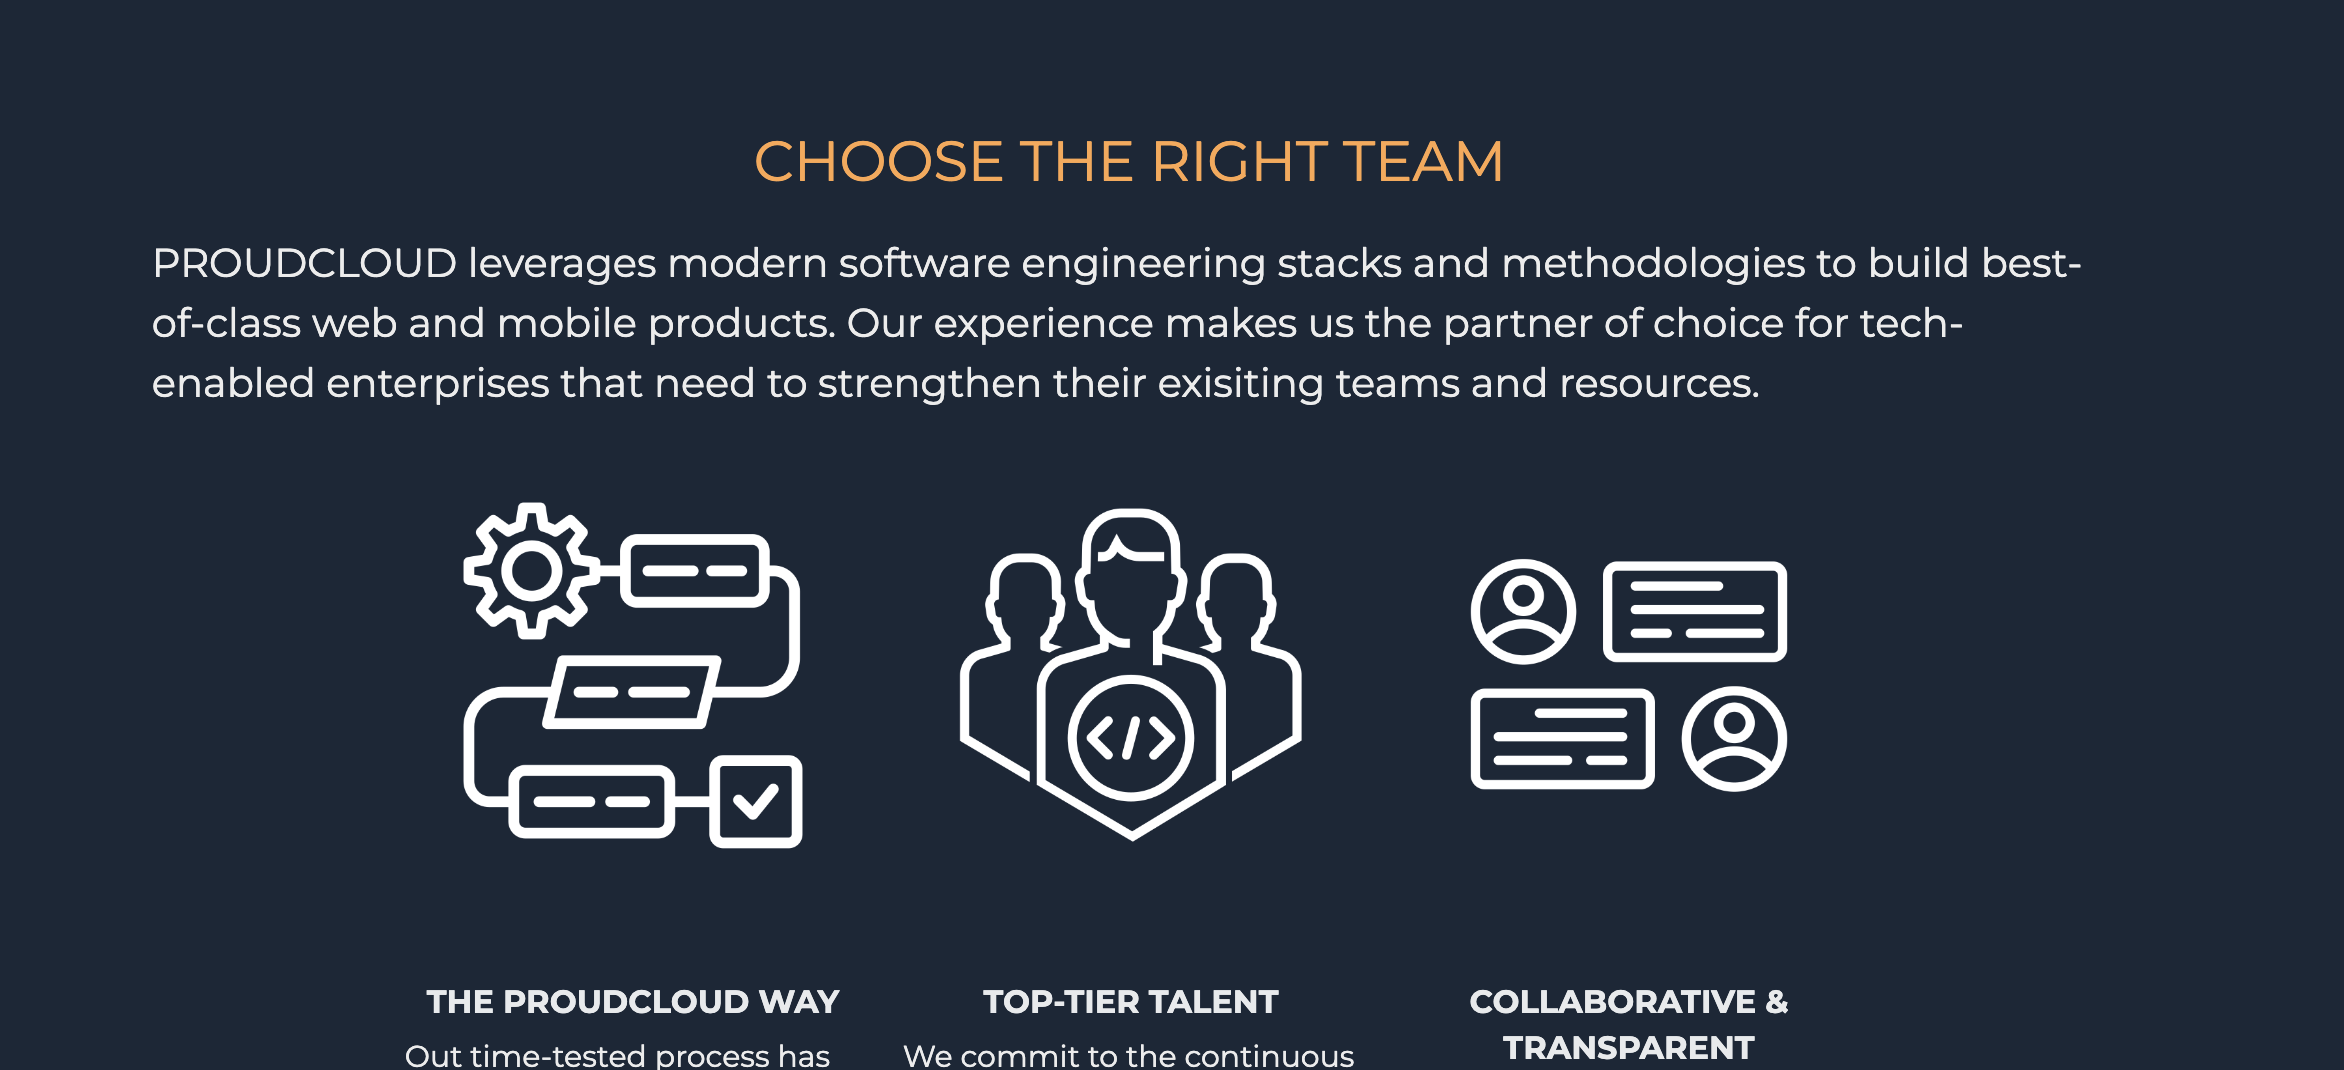 CHOOSE THE RIGHT TEAM
PROUDCLOUD leverages modern software engineering stacks and methodologies to build best-
of-class web and mobile products. Our experience makes us the partner of choice for tech-
enabled enterprises that need to strengthen their exisiting teams and resources.
</>
THE PROUDCLOUD WAY
Out time-tested process has
TOP-TIER TALENT
We commit to the continuous
COLLABORATIVE &
TRANSPARENT